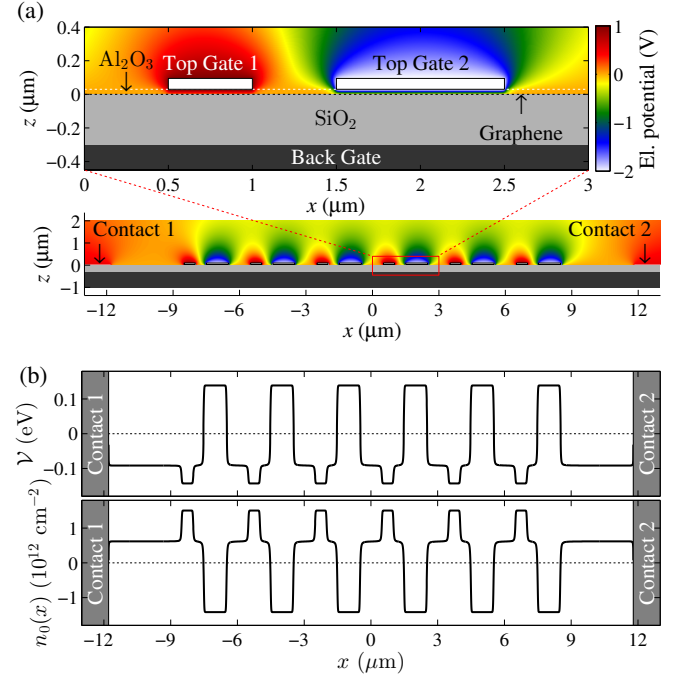 (a)
0.4
0.2
0
−0.2
−0.4
z (μm)
Al2O3
Top Gate 1
Top Gate 2
SiO2
Graphene
Back Gate
0
0.5
1
1.5
2
2.5
3
x (μm)
1
0
−1
−2
El. potential (V)
2
1
0
−1
z (μm)
Contact 1
Contact 2
−12
−9
−6
−3
0
3
6
9
12
x (μm)
(b)
0.1
0
−0.1
𝒱 (eV)
Contact 1
Contact 2
1
0
−1
n0(x) (10^12 cm^−2)
Contact 1
Contact 2
−12
−9
−6
−3
0
3
6
9
12
x (μm)